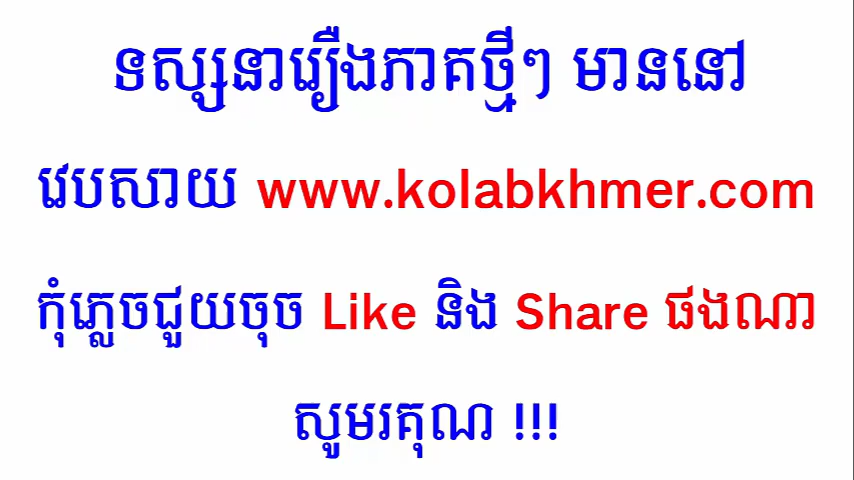 ទស្សនារឿងភាគថ្មីៗ មាននៅ
វេបសាយ www.kolabkhmer.com
កុំភ្លេចជួយចុច Like និង Share ផងណា
សូមរគុណ !!!